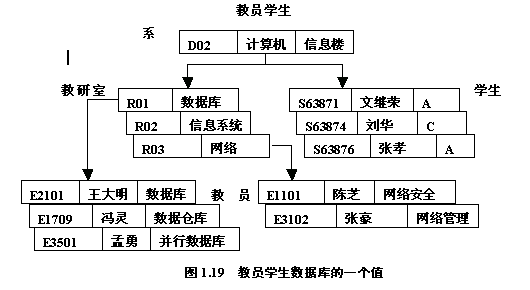 教员学生
系
D02 计算机 信息楼
教研室 R01 数据库 S63871 文继荣 A 学生
R02 信息系统 S63874 刘华 C
R03 网络 S63876 张孝 A
E2101 王大明 数据库 教 员 E1101 陈芝 网络安全
E1709 冯灵 数据仓库 E3102 张豪 网络管理
E3501 孟勇 并行数据库
图 1.19 教员学生数据库的一个值